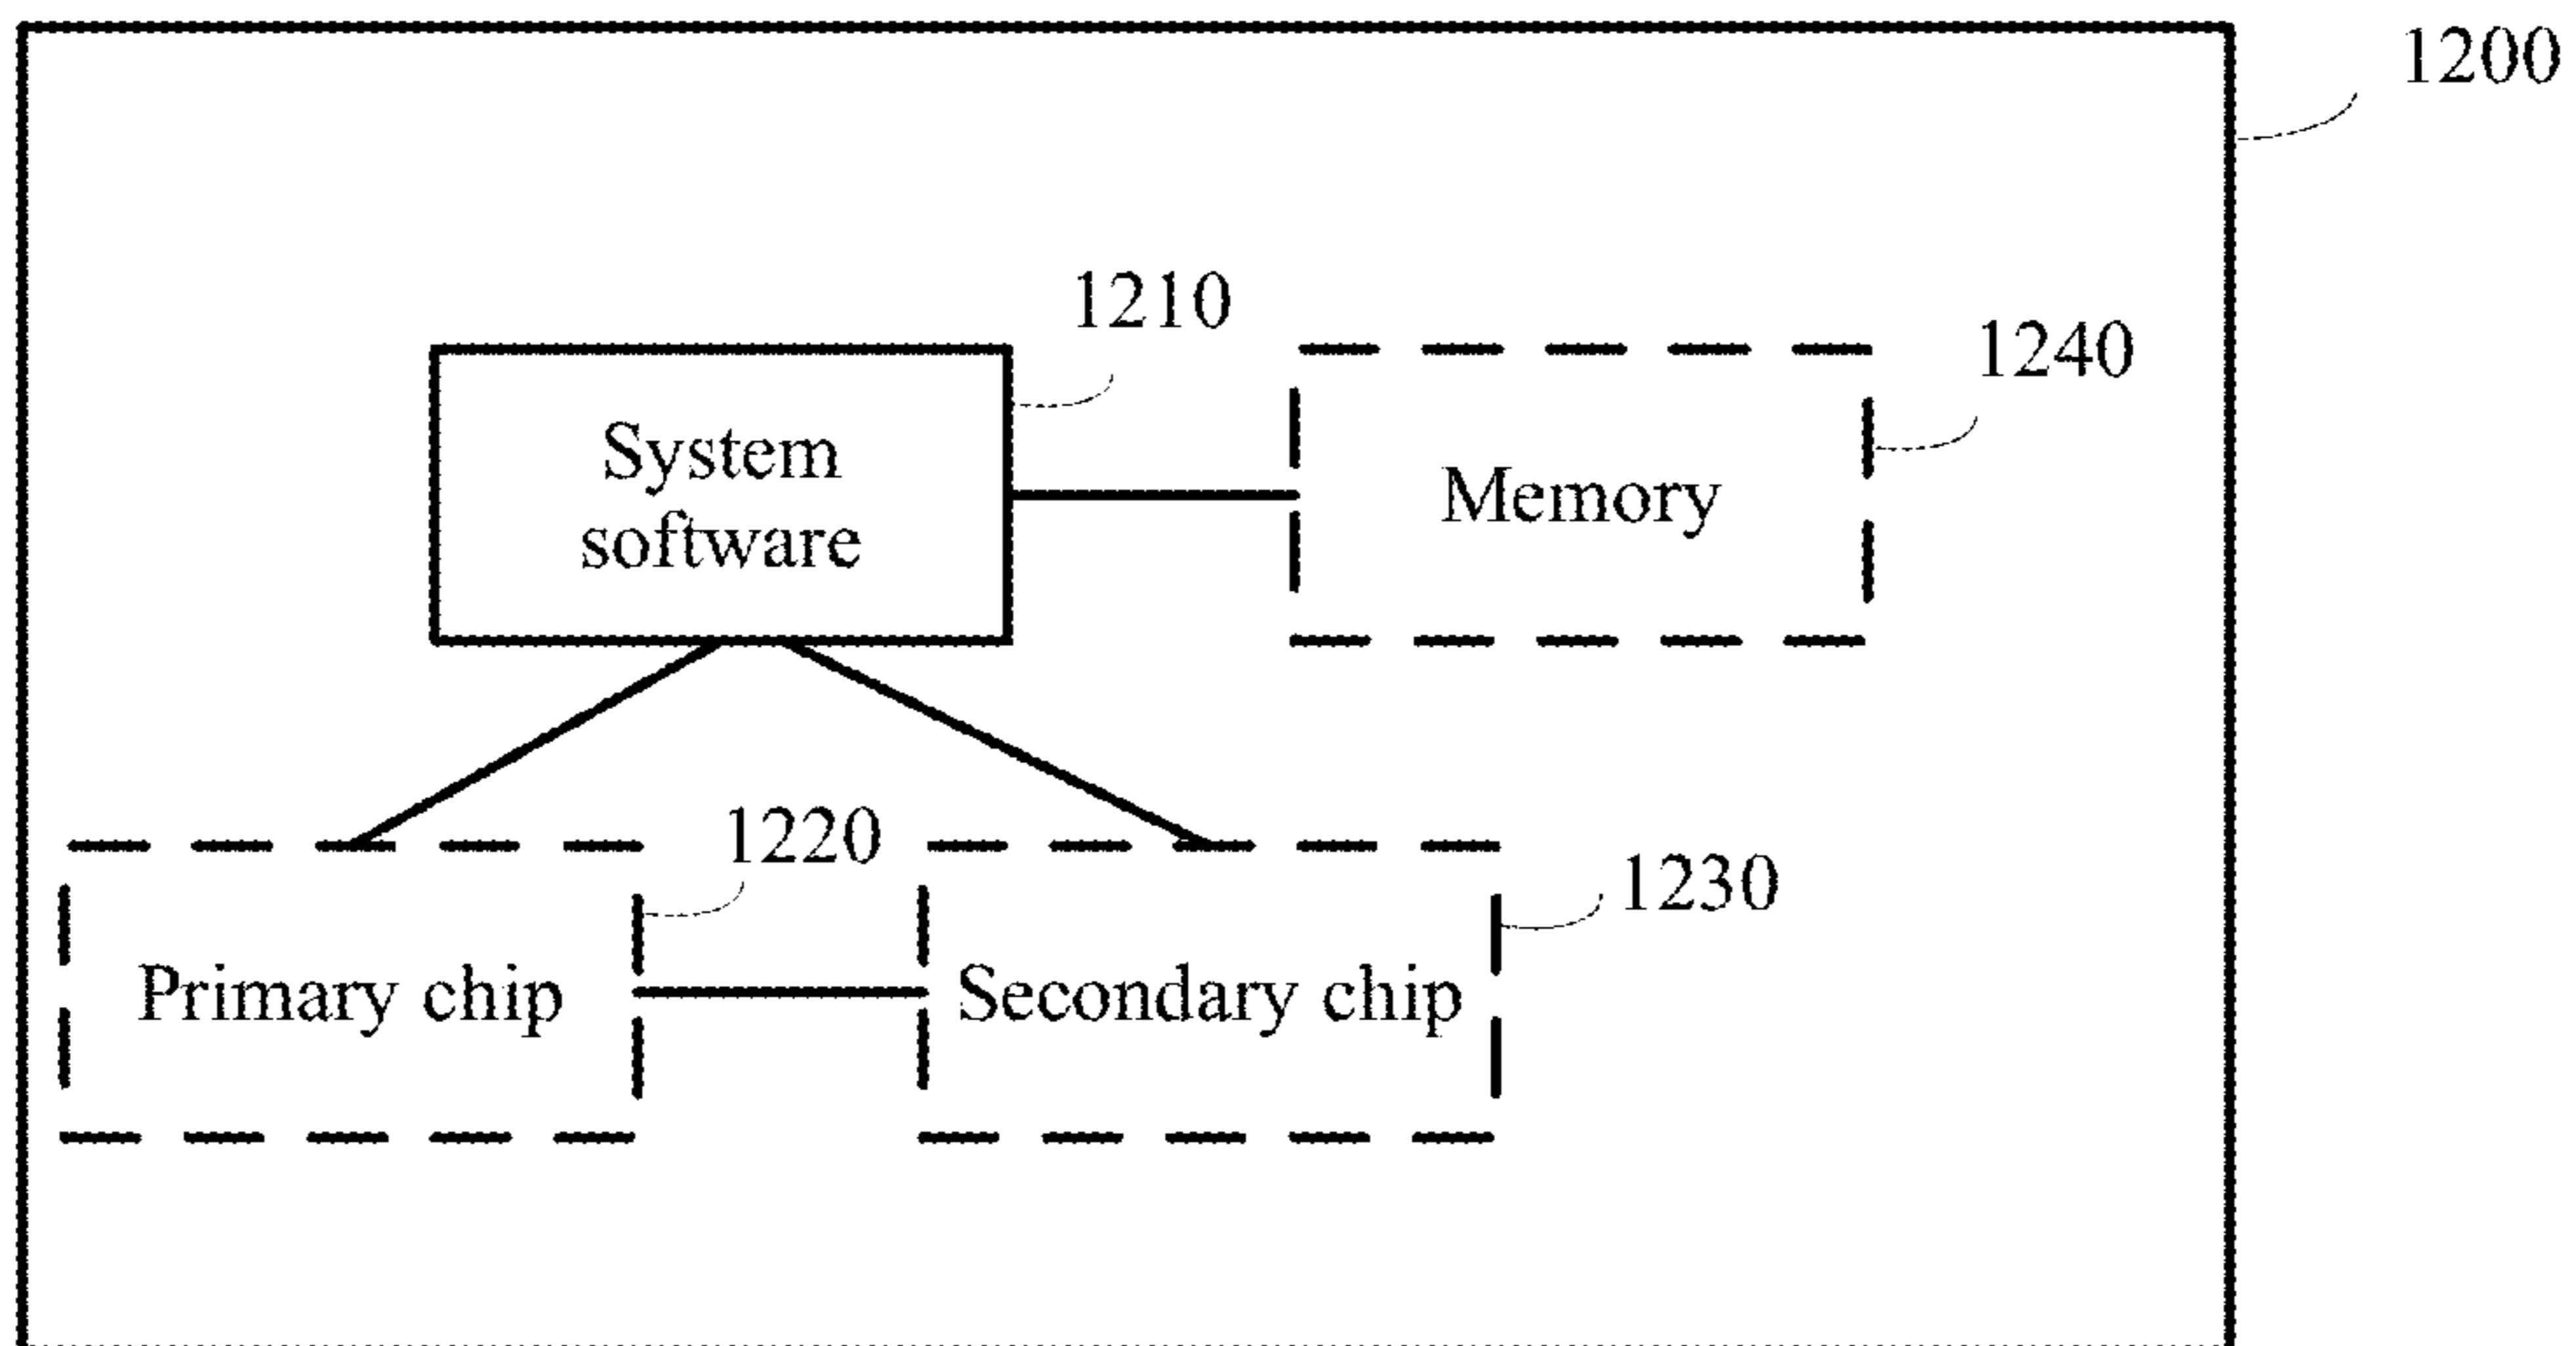 1200
1210
1240
System
software
Memory
1220
1230
Primary chip
Secondary chip